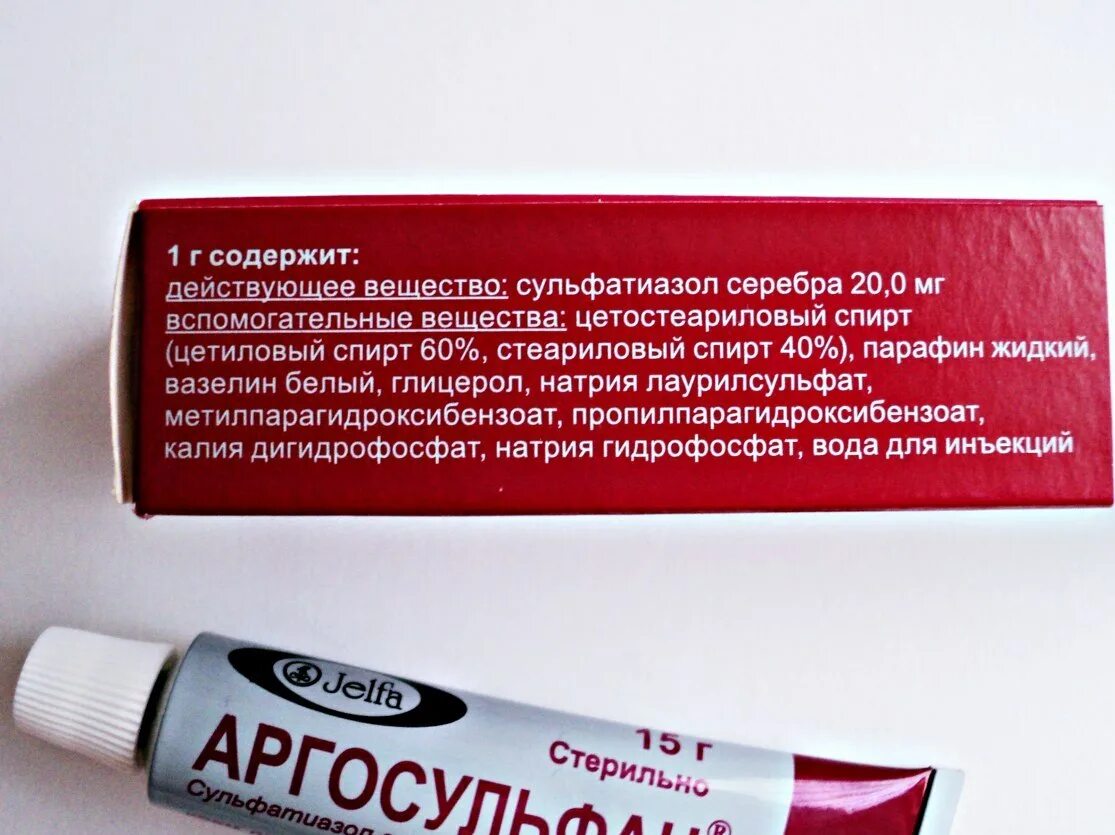 1 г содержит:
действующее вещество: сульфатиазол серебра 20,0 мг
вспомогательные вещества: цетостеариловый спирт
(цетиловый спирт 60%, стеариловый спирт 40%), парафин жидкий,
вазелин белый, глицерол, натрия лаурилсульфат,
метилпарагидроксибензоат, пропилпарагидроксибензоат,
калия дигидрофосфат, натрия гидрофосфат, вода для инъекций
Jelfa
15 г
Стерильно
АРГОСУЛЬФАН®
Сульфатиазол